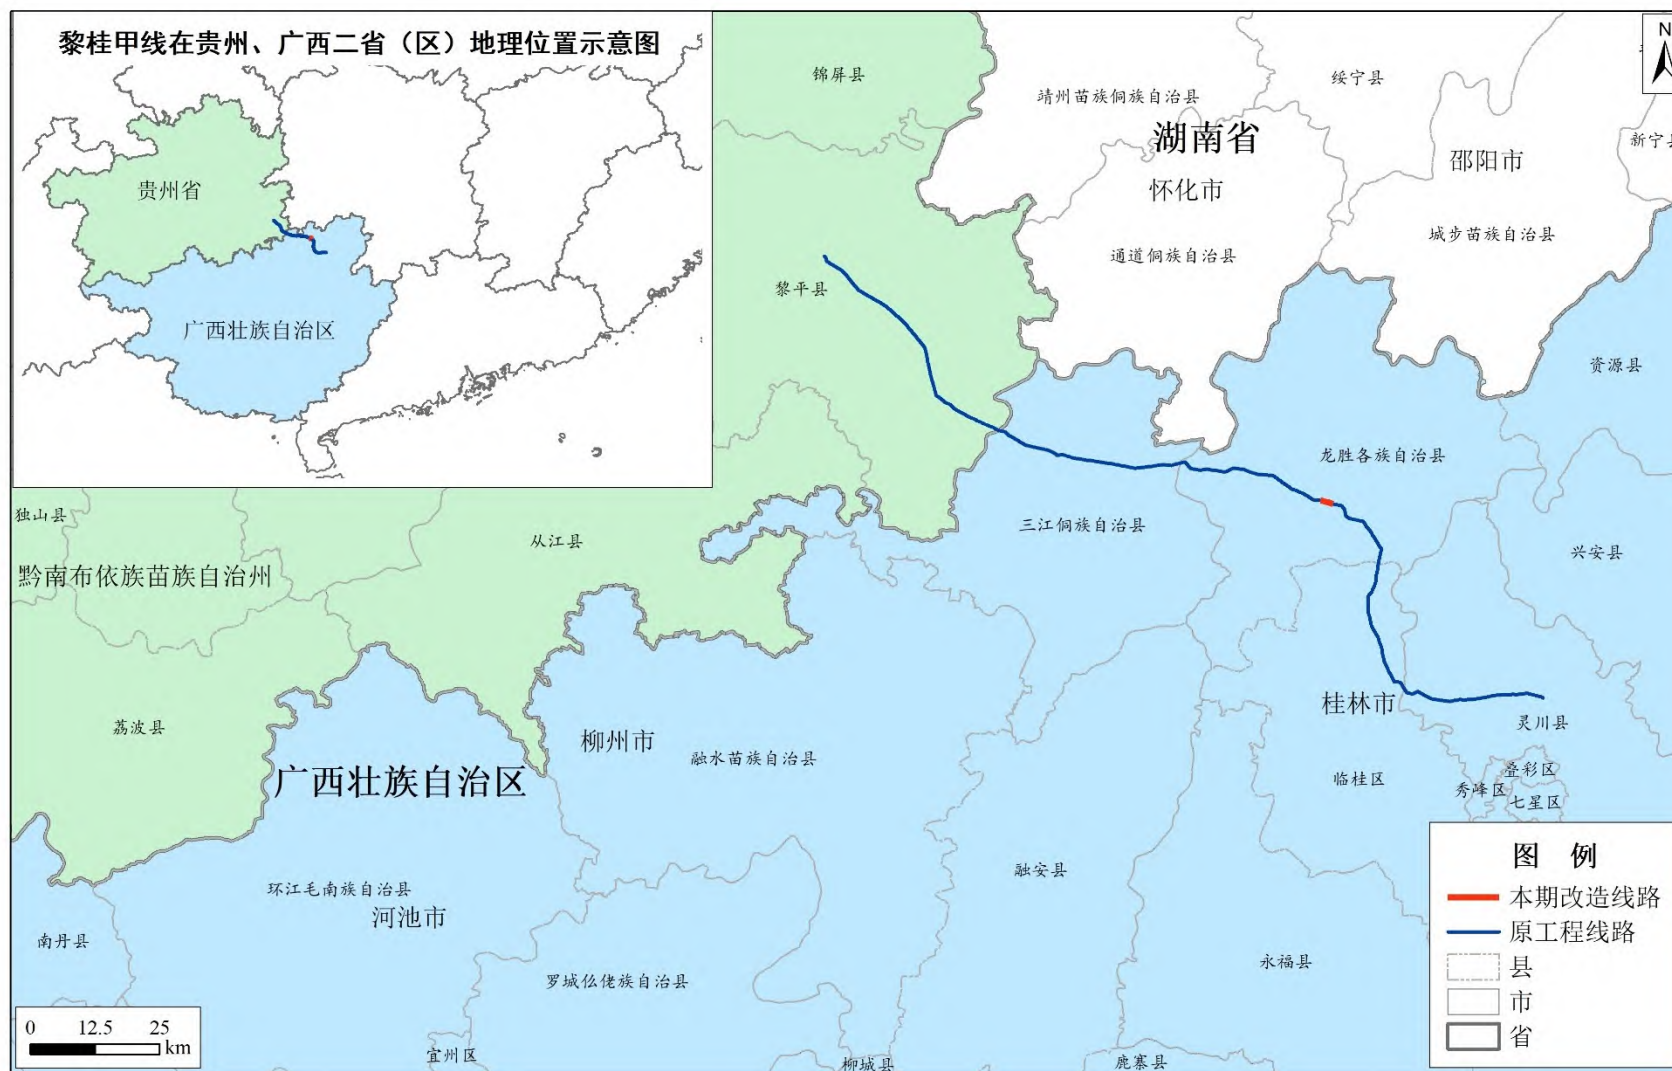 黎桂甲线在贵州、广西二省（区）地理位置示意图
贵州省
广西壮族自治区
N
锦屏县
靖州苗族侗族自治县
绥宁县
湖南省
新宁县
邵阳市
怀化市
城步苗族自治县
通道侗族自治县
黎平县
资源县
龙胜各族自治县
独山县
三江侗族自治县
从江县
兴安县
黔南布依族苗族自治州
桂林市
荔波县
灵川县
柳州市
融水苗族自治县
叠彩区
广西壮族自治区
临桂区
秀峰区
七星区
融安县
环江毛南族自治县
河池市
南丹县
永福县
罗城仫佬族自治县
宜州区
柳城县
鹿寨县
图 例
本期改造线路
原工程线路
县
市
省
0 12.5 25
km